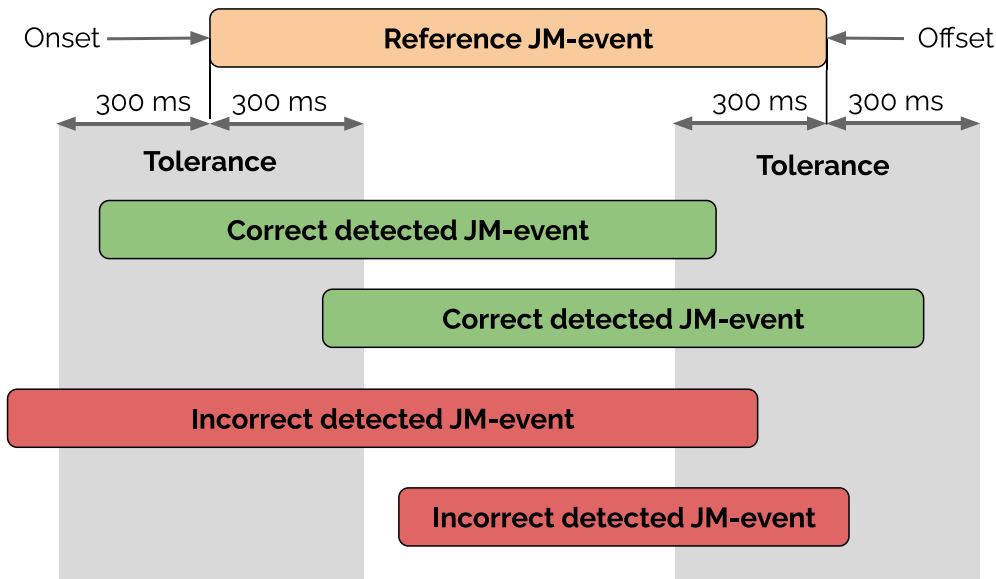 Onset
Reference JM-event
Offset
300 ms
300 ms
300 ms
300 ms
Tolerance
Tolerance
Correct detected JM-event
Correct detected JM-event
Incorrect detected JM-event
Incorrect detected JM-event